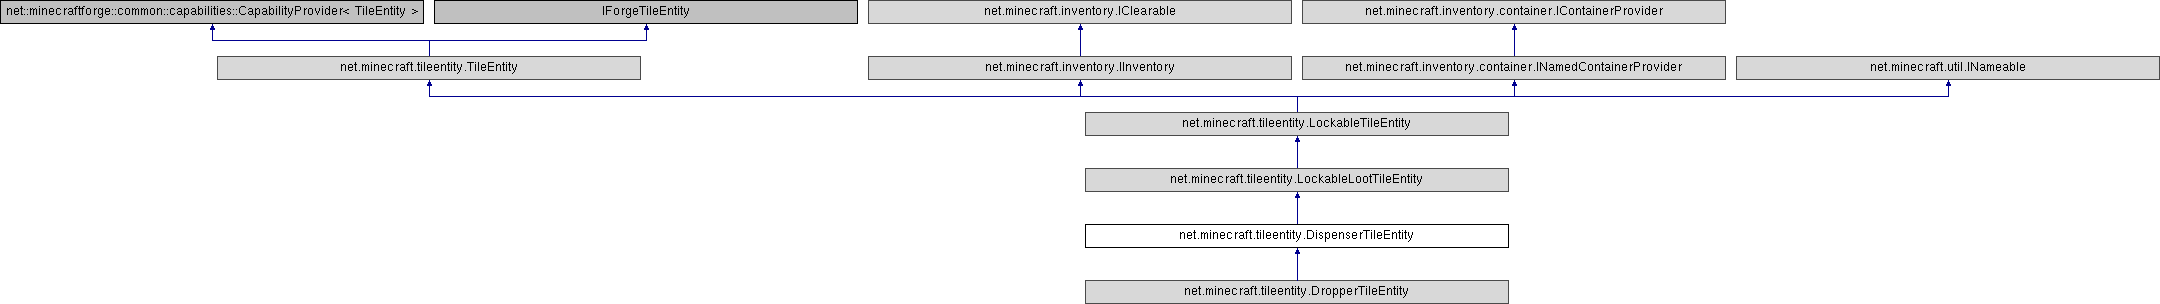 net::minecraftforge::common::capabilities::CapabilityProvider< TileEntity >
IForgeTileEntity
net.minecraft.inventory.IClearable
net.minecraft.inventory.container.IContainerProvider
net.minecraft.tileentity.TileEntity
net.minecraft.inventory.IInventory
net.minecraft.inventory.container.INamedContainerProvider
net.minecraft.util.INameable
net.minecraft.tileentity.LockableTileEntity
net.minecraft.tileentity.LockableLootTileEntity
net.minecraft.tileentity.DispenserTileEntity
net.minecraft.tileentity.DropperTileEntity